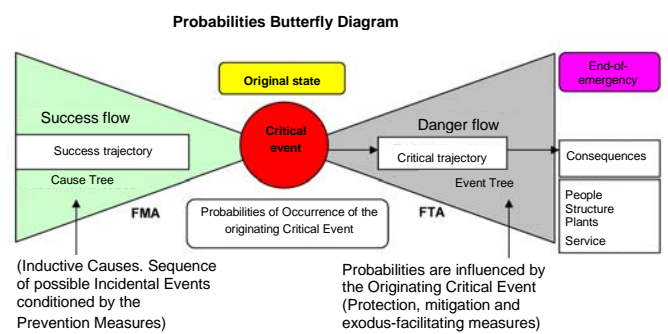 Probabilities Butterfly Diagram
Original state
End-of-
emergency
Success flow
Success trajectory
Cause Tree
FMA
Critical
event
Danger flow
Critical trajectory
Event Tree
FTA
Consequences
People
Structure
Plants
Service
Probabilities of Occurrence of the
originating Critical Event
(Inductive Causes. Sequence
of possible Incidental Events
conditioned by the
Prevention Measures)
Probabilities are influenced by
the Originating Critical Event
(Protection, mitigation and
exodus-facilitating measures)